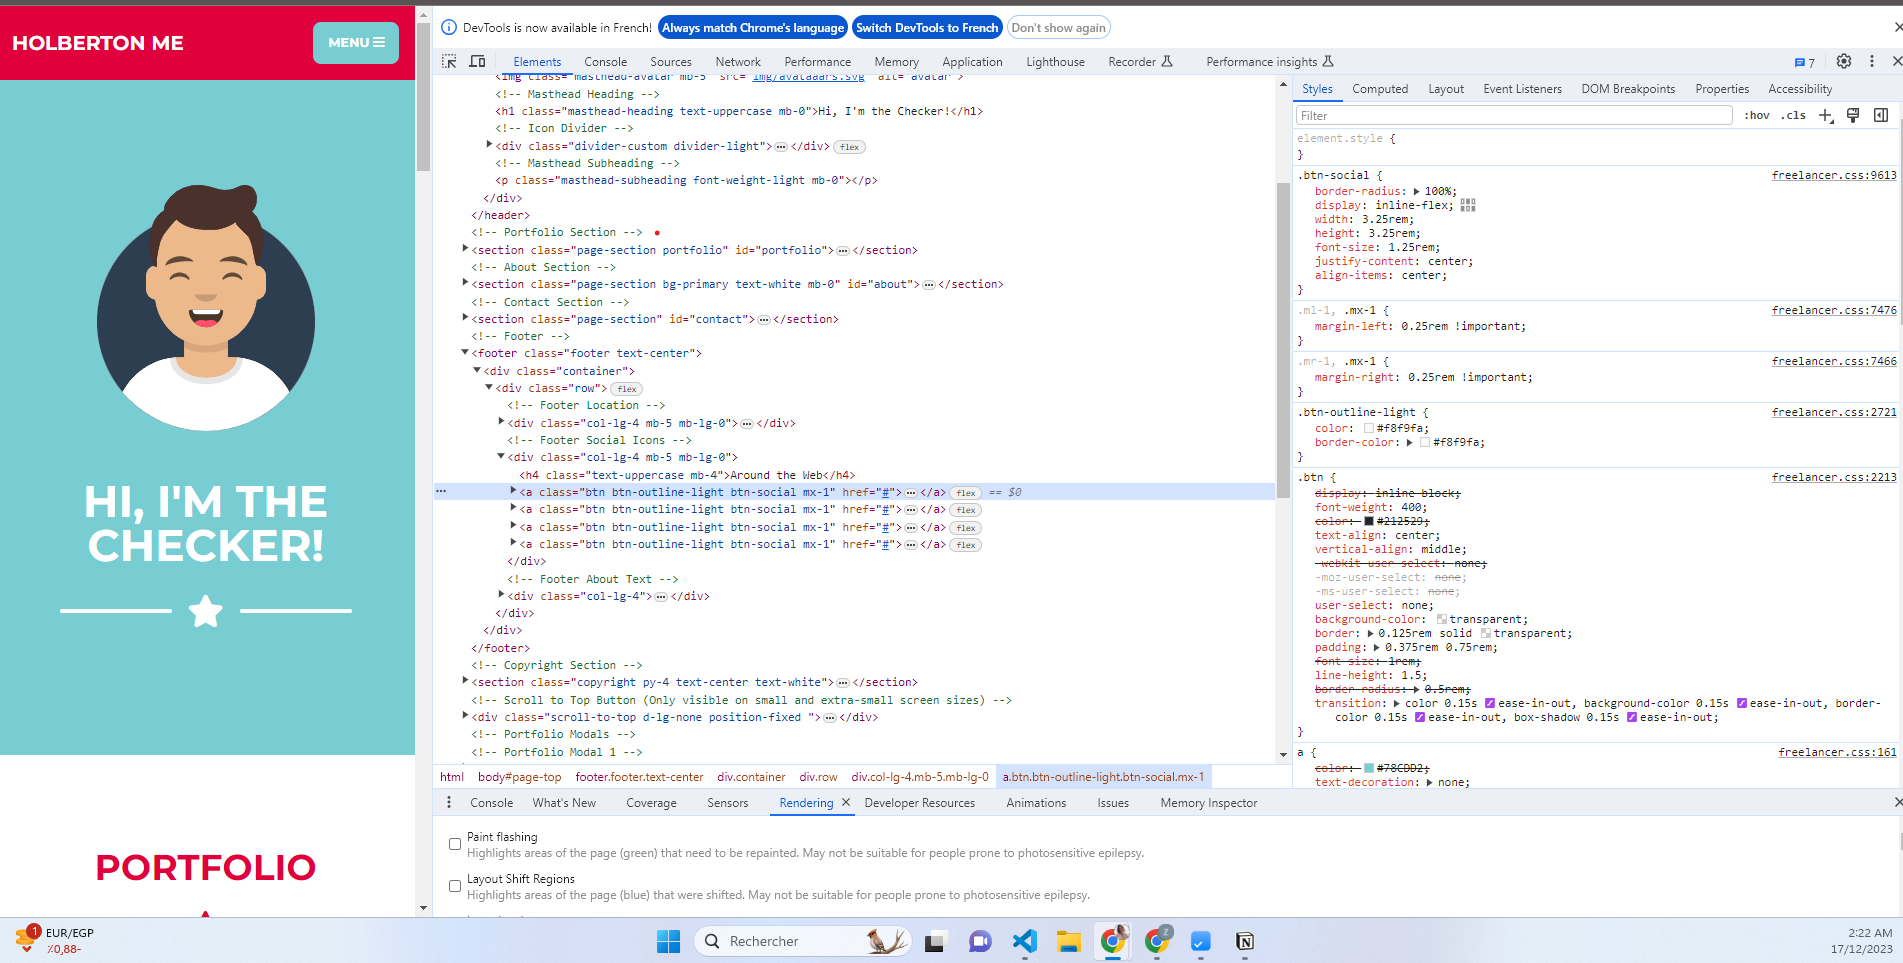 HOLBERTON ME
MENU
HI, I'M THE
CHECKER!
PORTFOLIO
DevTools is now available in French! Always match Chrome's language Switch DevTools to French Don't show again
Elements Console Sources Network Performance Memory Application Lighthouse Recorder Performance insights 7
<img class="masthead-avatar mb-5" src="img/avataaars.svg" alt="avatar">
<!-- Masthead Heading -->
<h1 class="masthead-heading text-uppercase mb-0">Hi, I'm the Checker!</h1>
<!-- Icon Divider -->
<div class="divider-custom divider-light">…</div> flex
<!-- Masthead Subheading -->
<p class="masthead-subheading font-weight-light mb-0"></p>
</div>
</header>
<!-- Portfolio Section -->
<section class="page-section portfolio" id="portfolio">…</section>
<!-- About Section -->
<section class="page-section bg-primary text-white mb-0" id="about">…</section>
<!-- Contact Section -->
<section class="page-section" id="contact">…</section>
<!-- Footer -->
<footer class="footer text-center">
<div class="container">
<div class="row"> flex
<!-- Footer Location -->
<div class="col-lg-4 mb-5 mb-lg-0">…</div>
<!-- Footer Social Icons -->
<div class="col-lg-4 mb-5 mb-lg-0">
<h4 class="text-uppercase mb-4">Around the Web</h4>
<a class="btn btn-outline-light btn-social mx-1" href="#">…</a> flex == $0
<a class="btn btn-outline-light btn-social mx-1" href="#">…</a> flex
<a class="btn btn-outline-light btn-social mx-1" href="#">…</a> flex
<a class="btn btn-outline-light btn-social mx-1" href="#">…</a> flex
</div>
<!-- Footer About Text -->
<div class="col-lg-4">…</div>
</div>
</div>
</footer>
<!-- Copyright Section -->
<section class="copyright py-4 text-center text-white">…</section>
<!-- Scroll to Top Button (Only visible on small and extra-small screen sizes) -->
<div class="scroll-to-top d-lg-none position-fixed ">…</div>
<!-- Portfolio Modals -->
<!-- Portfolio Modal 1 -->
html body#page-top footer.footer.text-center div.container div.row div.col-lg-4.mb-5.mb-lg-0 a.btn.btn-outline-light.btn-social.mx-1
Styles Computed Layout Event Listeners DOM Breakpoints Properties Accessibility
Filter :hov .cls
element.style {
}
.btn-social { freelancer.css:9613
border-radius: 100%;
display: inline-flex;
width: 3.25rem;
height: 3.25rem;
font-size: 1.25rem;
justify-content: center;
align-items: center;
}
.ml-1, .mx-1 { freelancer.css:7476
margin-left: 0.25rem !important;
}
.mr-1, .mx-1 { freelancer.css:7466
margin-right: 0.25rem !important;
}
.btn-outline-light { freelancer.css:2721
color: #f8f9fa;
border-color: #f8f9fa;
}
.btn { freelancer.css:2213
display: inline-block;
font-weight: 400;
color: #212529;
text-align: center;
vertical-align: middle;
-webkit-user-select: none;
-moz-user-select: none;
-ms-user-select: none;
user-select: none;
background-color: transparent;
border: 0.125rem solid transparent;
padding: 0.375rem 0.75rem;
font-size: 1rem;
line-height: 1.5;
border-radius: 0.5rem;
transition: color 0.15s ease-in-out, background-color 0.15s ease-in-out, border-
color 0.15s ease-in-out, box-shadow 0.15s ease-in-out;
}
a { freelancer.css:161
color: #78CDD2;
text-decoration: none;
Console What's New Coverage Sensors Rendering Developer Resources Animations Issues Memory Inspector
Paint flashing
Highlights areas of the page (green) that need to be repainted. May not be suitable for people prone to photosensitive epilepsy.
Layout Shift Regions
Highlights areas of the page (blue) that were shifted. May not be suitable for people prone to photosensitive epilepsy.
1 EUR/EGP
٪0,88-
Rechercher
Z
2:22 AM
17/12/2023